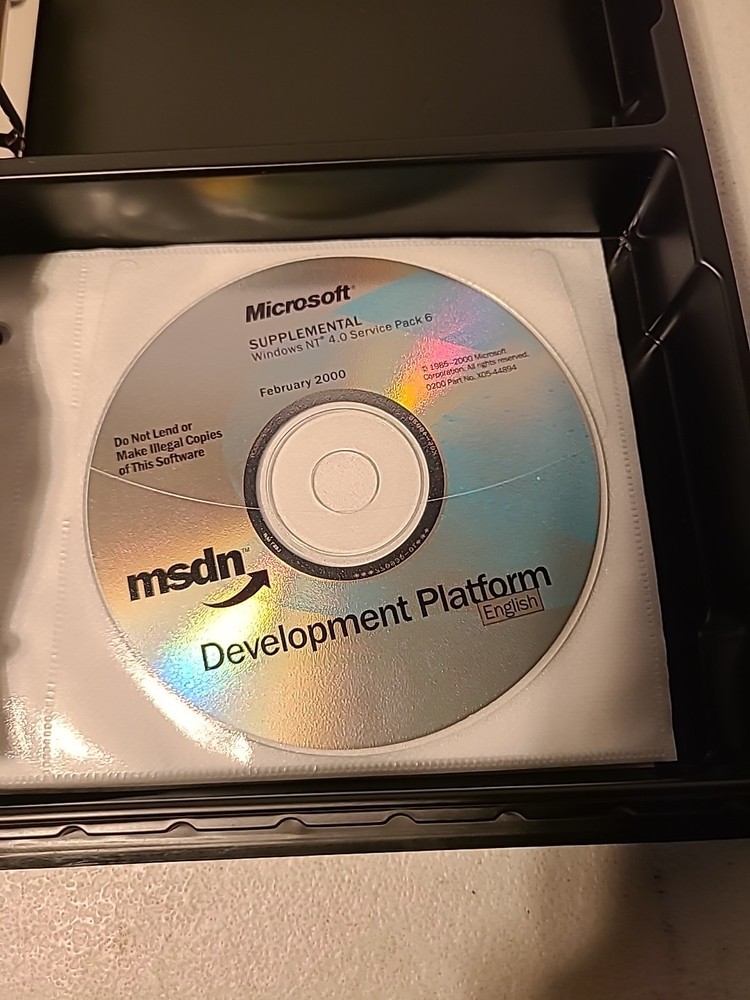 Microsoft®
SUPPLEMENTAL
Windows NT® 4.0 Service Pack 6
February 2000
© 1985–2000 Microsoft
Corporation. All rights reserved.
0200 Part No. X05-44894
Do Not Lend or
Make Illegal Copies
of This Software
msdn™
Development Platform
English